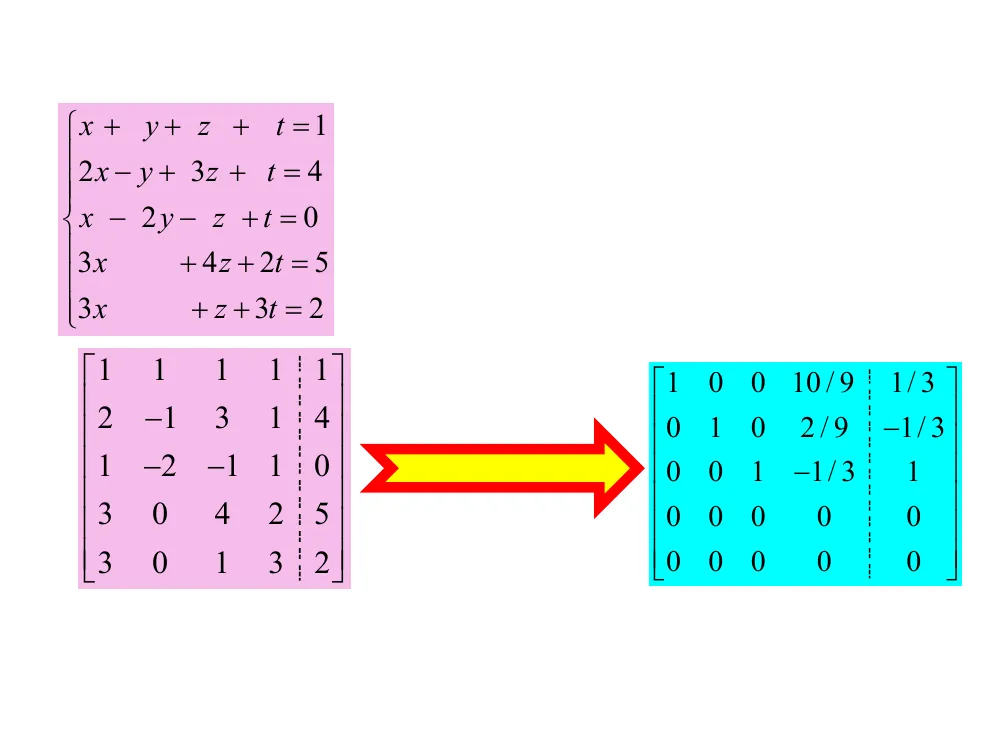 x + y + z + t = 1
2x − y + 3z + t = 4
x − 2y − z + t = 0
3x + 4z + 2t = 5
3x + z + 3t = 2
1 1 1 1 1
2 −1 3 1 4
1 −2 −1 1 0
3 0 4 2 5
3 0 1 3 2
1 0 0 10/9 1/3
0 1 0 2/9 −1/3
0 0 1 −1/3 1
0 0 0 0 0
0 0 0 0 0